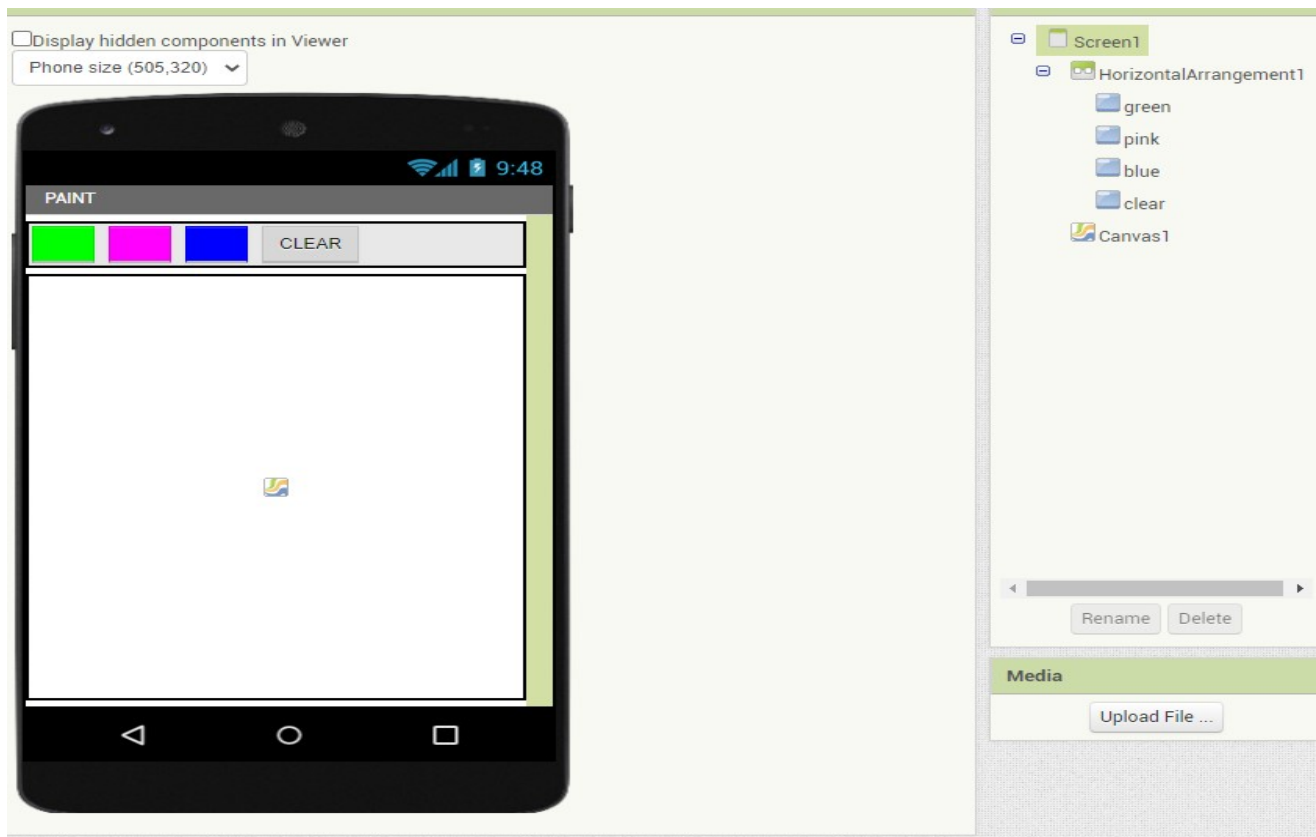 Display hidden components in Viewer
Phone size (505,320)
9:48
PAINT
CLEAR
Screen1
HorizontalArrangement1
green
pink
blue
clear
Canvas1
Rename Delete
Media
Upload File ...